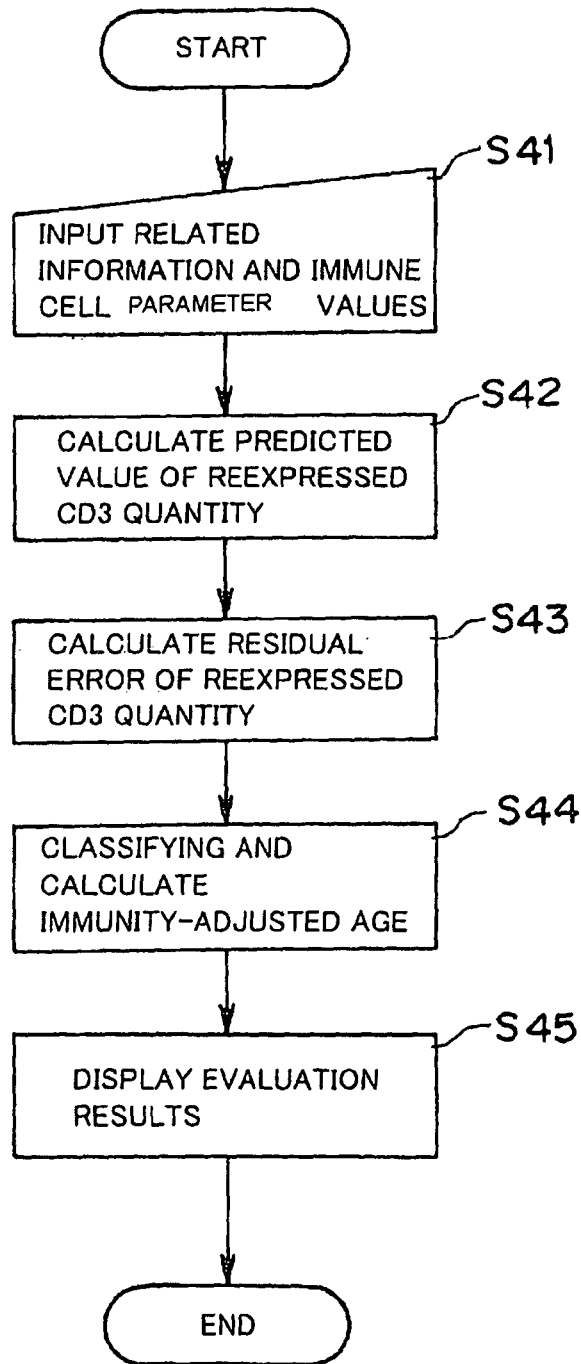 START
S41
INPUT RELATED
INFORMATION AND IMMUNE
CELL PARAMETER VALUES
S42
CALCULATE PREDICTED
VALUE OF REEXPRESSED
CD3 QUANTITY
S43
CALCULATE RESIDUAL
ERROR OF REEXPRESSED
CD3 QUANTITY
S44
CLASSIFYING AND
CALCULATE
IMMUNITY-ADJUSTED AGE
S45
DISPLAY EVALUATION
RESULTS
END